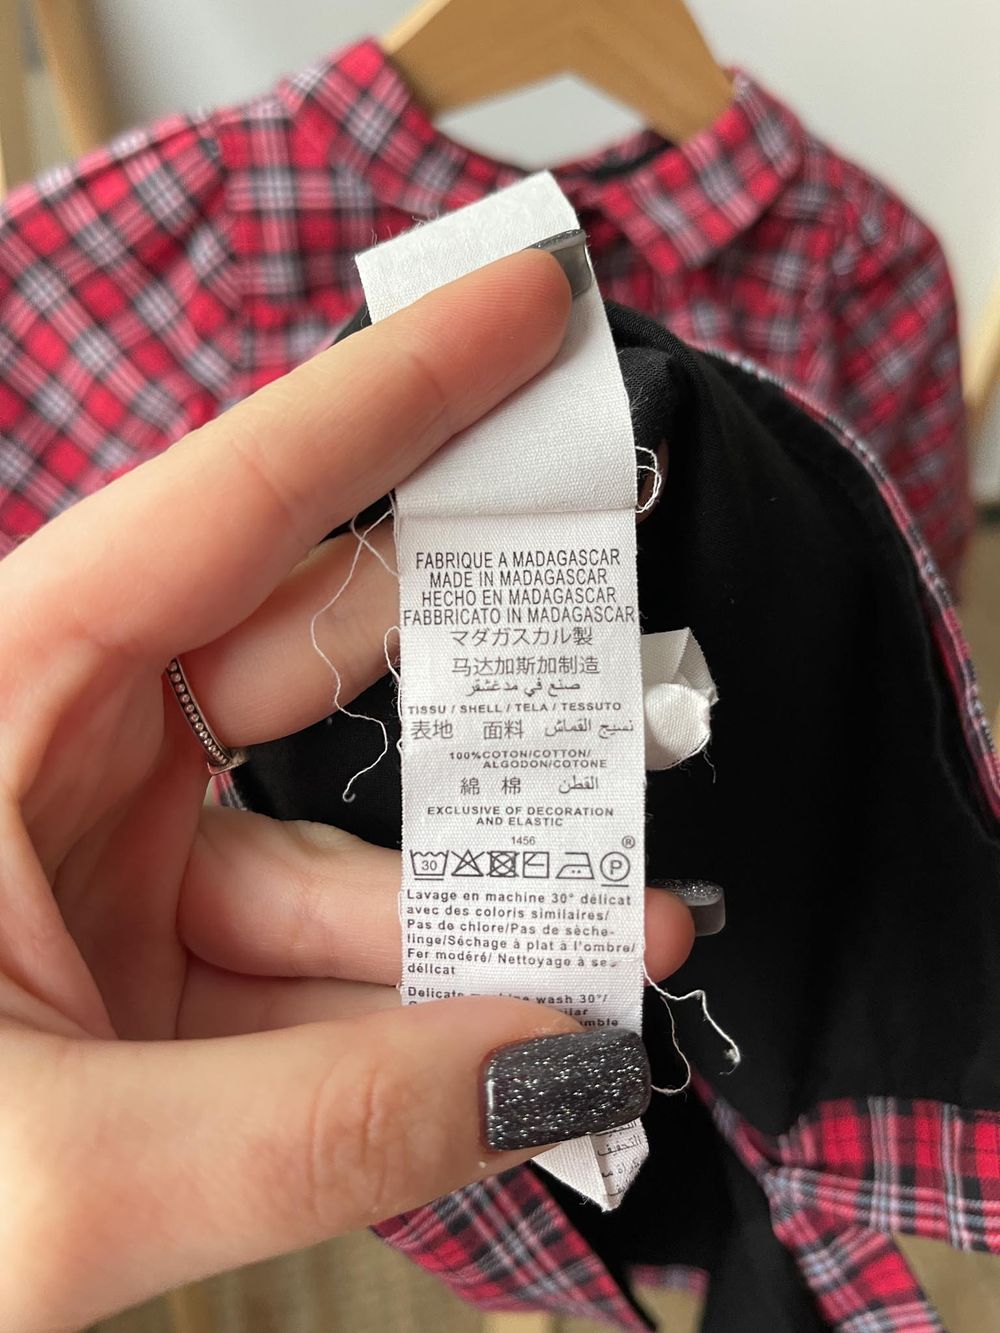 FABRIQUE A MADAGASCAR
MADE IN MADAGASCAR
HECHO EN MADAGASCAR
FABBRICATO IN MADAGASCAR
マダガスカル製
马达加斯加制造
صنع في مدغشقر
TISSU / SHELL / TELA / TESSUTO
表地 面料 نسيج القماش
100%COTON/COTTON/
ALGODON/COTONE
綿 棉 القطن
EXCLUSIVE OF DECORATION
AND ELASTIC
1456
®
30 P
Lavage en machine 30° délicat
avec des coloris similaires/
Pas de chlore/Pas de sèche-
linge/Séchage à plat à l'ombre/
Fer modéré/ Nettoyage à sec
délicat
Delicate wash 30°/